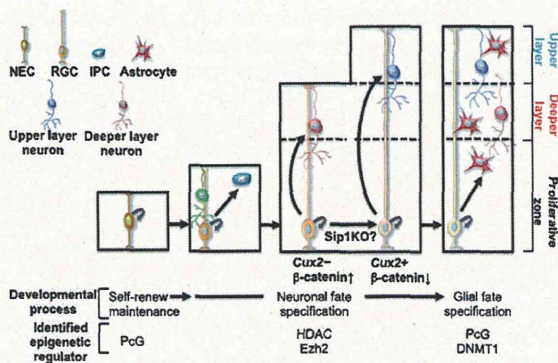 NEC
RGC
IPC
Astrocyte
Upper layer
neuron
Deeper layer
neuron
Upper
layer
Deeper
layer
Proliferative
zone
Sip1KO?
Cux2−
β-catenin↑
Cux2+
β-catenin↓
Developmental
process
Self-renew
maintenance
Neuronal fate
specification
Glial fate
specification
Identified
epigenetic
regulator
PcG
HDAC
Ezh2
PcG
DNMT1